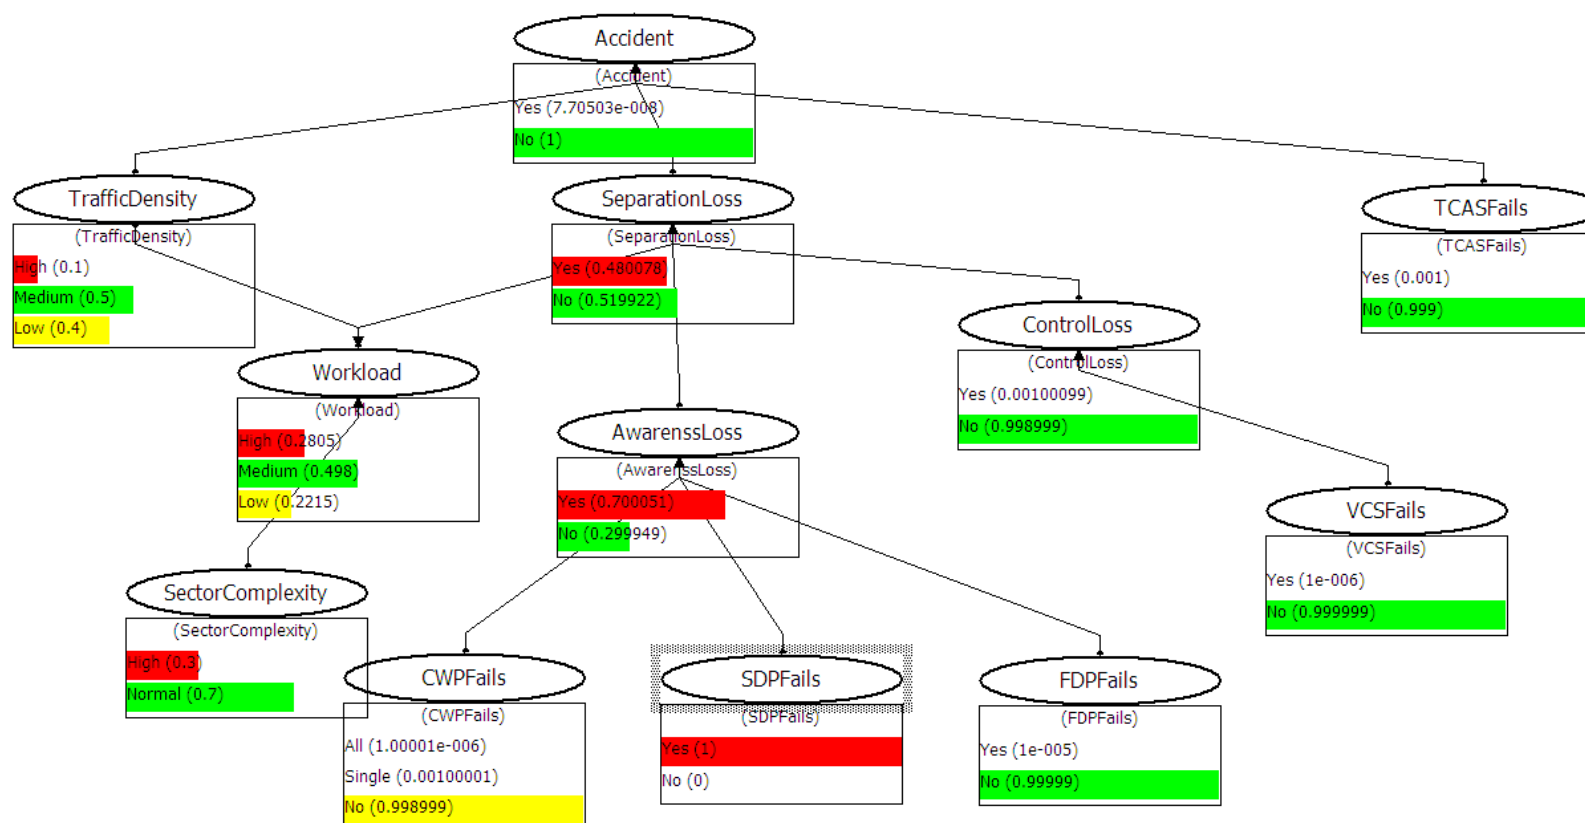 Accident
(Accident)
Yes (7.70503e-008)
No (1)
TrafficDensity
(TrafficDensity)
High (0.1)
Medium (0.5)
Low (0.4)
SeparationLoss
(SeparationLoss)
Yes (0.480078)
No (0.519922)
TCASFails
(TCASFails)
Yes (0.001)
No (0.999)
ControlLoss
(ControlLoss)
Yes (0.00100099)
No (0.998999)
Workload
(Workload)
High (0.2805)
Medium (0.498)
Low (0.2215)
AwarenssLoss
(AwarenssLoss)
Yes (0.700051)
No (0.299949)
VCSFails
(VCSFails)
Yes (1e-006)
No (0.999999)
SectorComplexity
(SectorComplexity)
High (0.3)
Normal (0.7)
CWPFails
(CWPFails)
All (1.00001e-006)
Single (0.00100001)
No (0.998999)
SDPFails
(SDPFails)
Yes (1)
No (0)
FDPFails
(FDPFails)
Yes (1e-005)
No (0.99999)